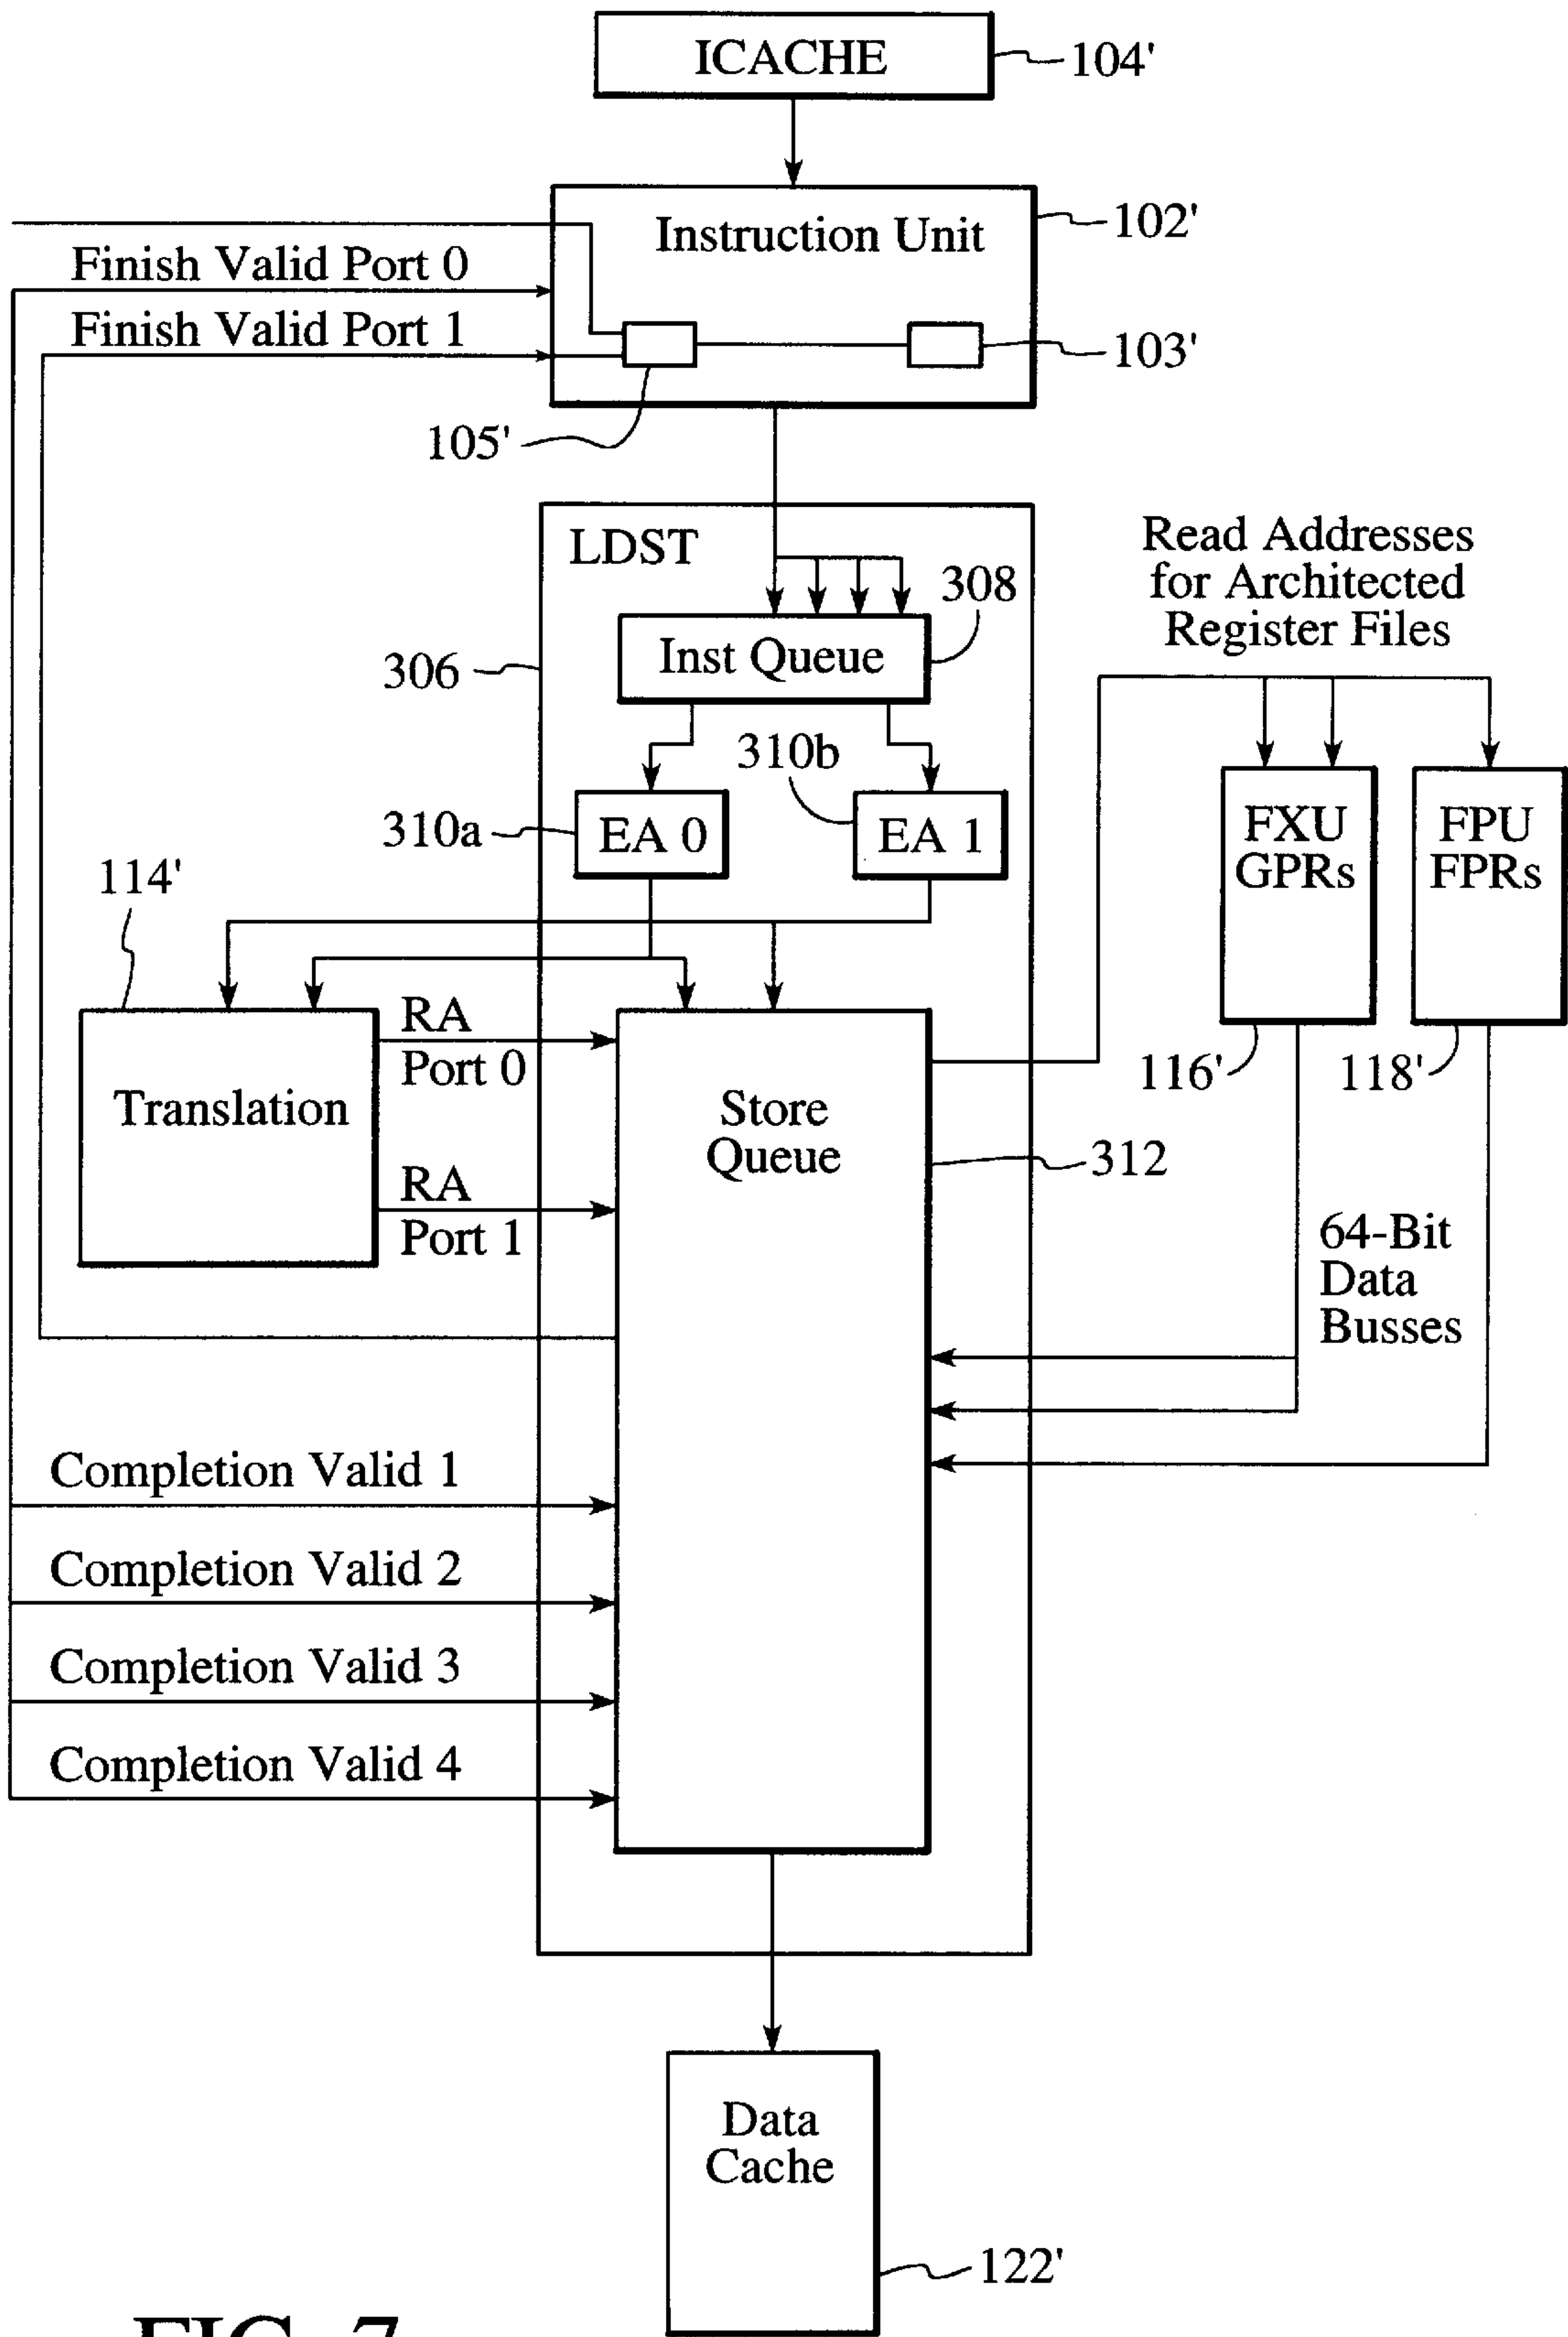 ICACHE
104'
Instruction Unit
102'
Finish Valid Port 0
Finish Valid Port 1
103'
105'
LDST
308
Inst Queue
306
Read Addresses
for Architected
Register Files
310b
310a
EA 0
EA 1
FXU
GPRs
FPU
FPRs
114'
RA
Port 0
116'
118'
Translation
Store
Queue
312
RA
Port 1
64-Bit
Data
Busses
Completion Valid 1
Completion Valid 2
Completion Valid 3
Completion Valid 4
Data
Cache
122'
FIG. 7